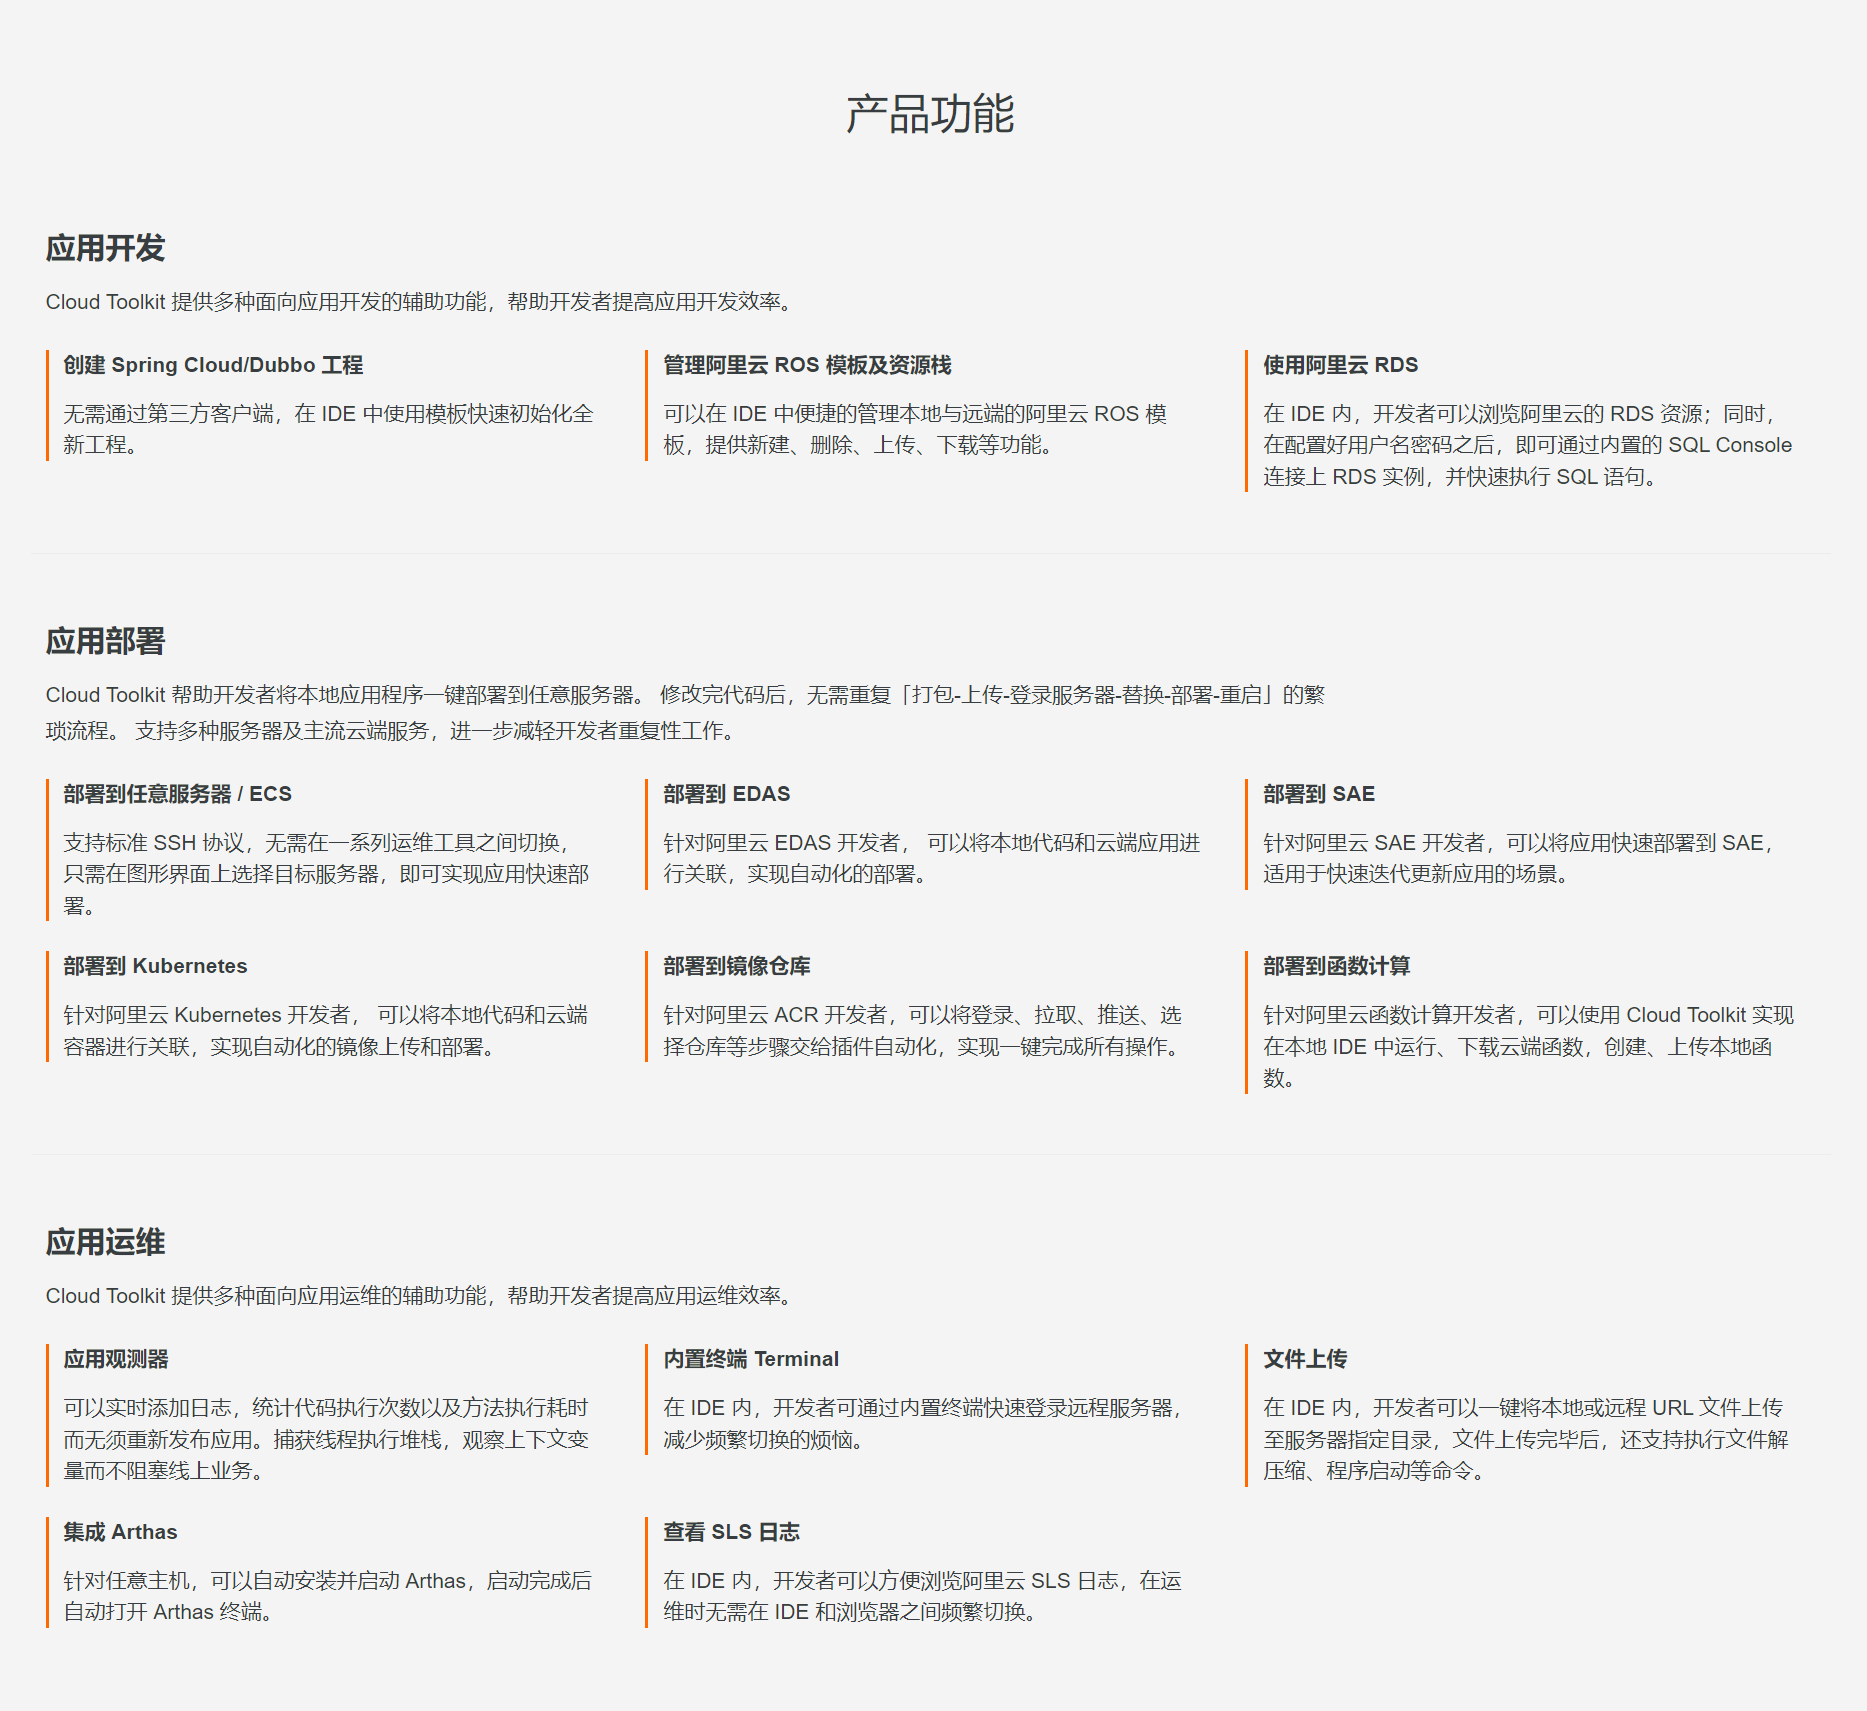 产品功能
应用开发
Cloud Toolkit 提供多种面向应用开发的辅助功能，帮助开发者提高应用开发效率。
创建 Spring Cloud/Dubbo 工程
无需通过第三方客户端，在 IDE 中使用模板快速初始化全
新工程。
管理阿里云 ROS 模板及资源栈
可以在 IDE 中便捷的管理本地与远端的阿里云 ROS 模
板，提供新建、删除、上传、下载等功能。
使用阿里云 RDS
在 IDE 内，开发者可以浏览阿里云的 RDS 资源；同时，
在配置好用户名密码之后，即可通过内置的 SQL Console
连接上 RDS 实例，并快速执行 SQL 语句。
应用部署
Cloud Toolkit 帮助开发者将本地应用程序一键部署到任意服务器。 修改完代码后，无需重复「打包-上传-登录服务器-替换-部署-重启」的繁
琐流程。 支持多种服务器及主流云端服务，进一步减轻开发者重复性工作。
部署到任意服务器 / ECS
支持标准 SSH 协议，无需在一系列运维工具之间切换，
只需在图形界面上选择目标服务器，即可实现应用快速部
署。
部署到 EDAS
针对阿里云 EDAS 开发者， 可以将本地代码和云端应用进
行关联，实现自动化的部署。
部署到 SAE
针对阿里云 SAE 开发者，可以将应用快速部署到 SAE，
适用于快速迭代更新应用的场景。
部署到 Kubernetes
针对阿里云 Kubernetes 开发者， 可以将本地代码和云端
容器进行关联，实现自动化的镜像上传和部署。
部署到镜像仓库
针对阿里云 ACR 开发者，可以将登录、拉取、推送、选
择仓库等步骤交给插件自动化，实现一键完成所有操作。
部署到函数计算
针对阿里云函数计算开发者，可以使用 Cloud Toolkit 实现
在本地 IDE 中运行、下载云端函数，创建、上传本地函
数。
应用运维
Cloud Toolkit 提供多种面向应用运维的辅助功能，帮助开发者提高应用运维效率。
应用观测器
可以实时添加日志，统计代码执行次数以及方法执行耗时
而无须重新发布应用。捕获线程执行堆栈，观察上下文变
量而不阻塞线上业务。
内置终端 Terminal
在 IDE 内，开发者可通过内置终端快速登录远程服务器，
减少频繁切换的烦恼。
文件上传
在 IDE 内，开发者可以一键将本地或远程 URL 文件上传
至服务器指定目录，文件上传完毕后，还支持执行文件解
压缩、程序启动等命令。
集成 Arthas
针对任意主机，可以自动安装并启动 Arthas，启动完成后
自动打开 Arthas 终端。
查看 SLS 日志
在 IDE 内，开发者可以方便浏览阿里云 SLS 日志，在运
维时无需在 IDE 和浏览器之间频繁切换。